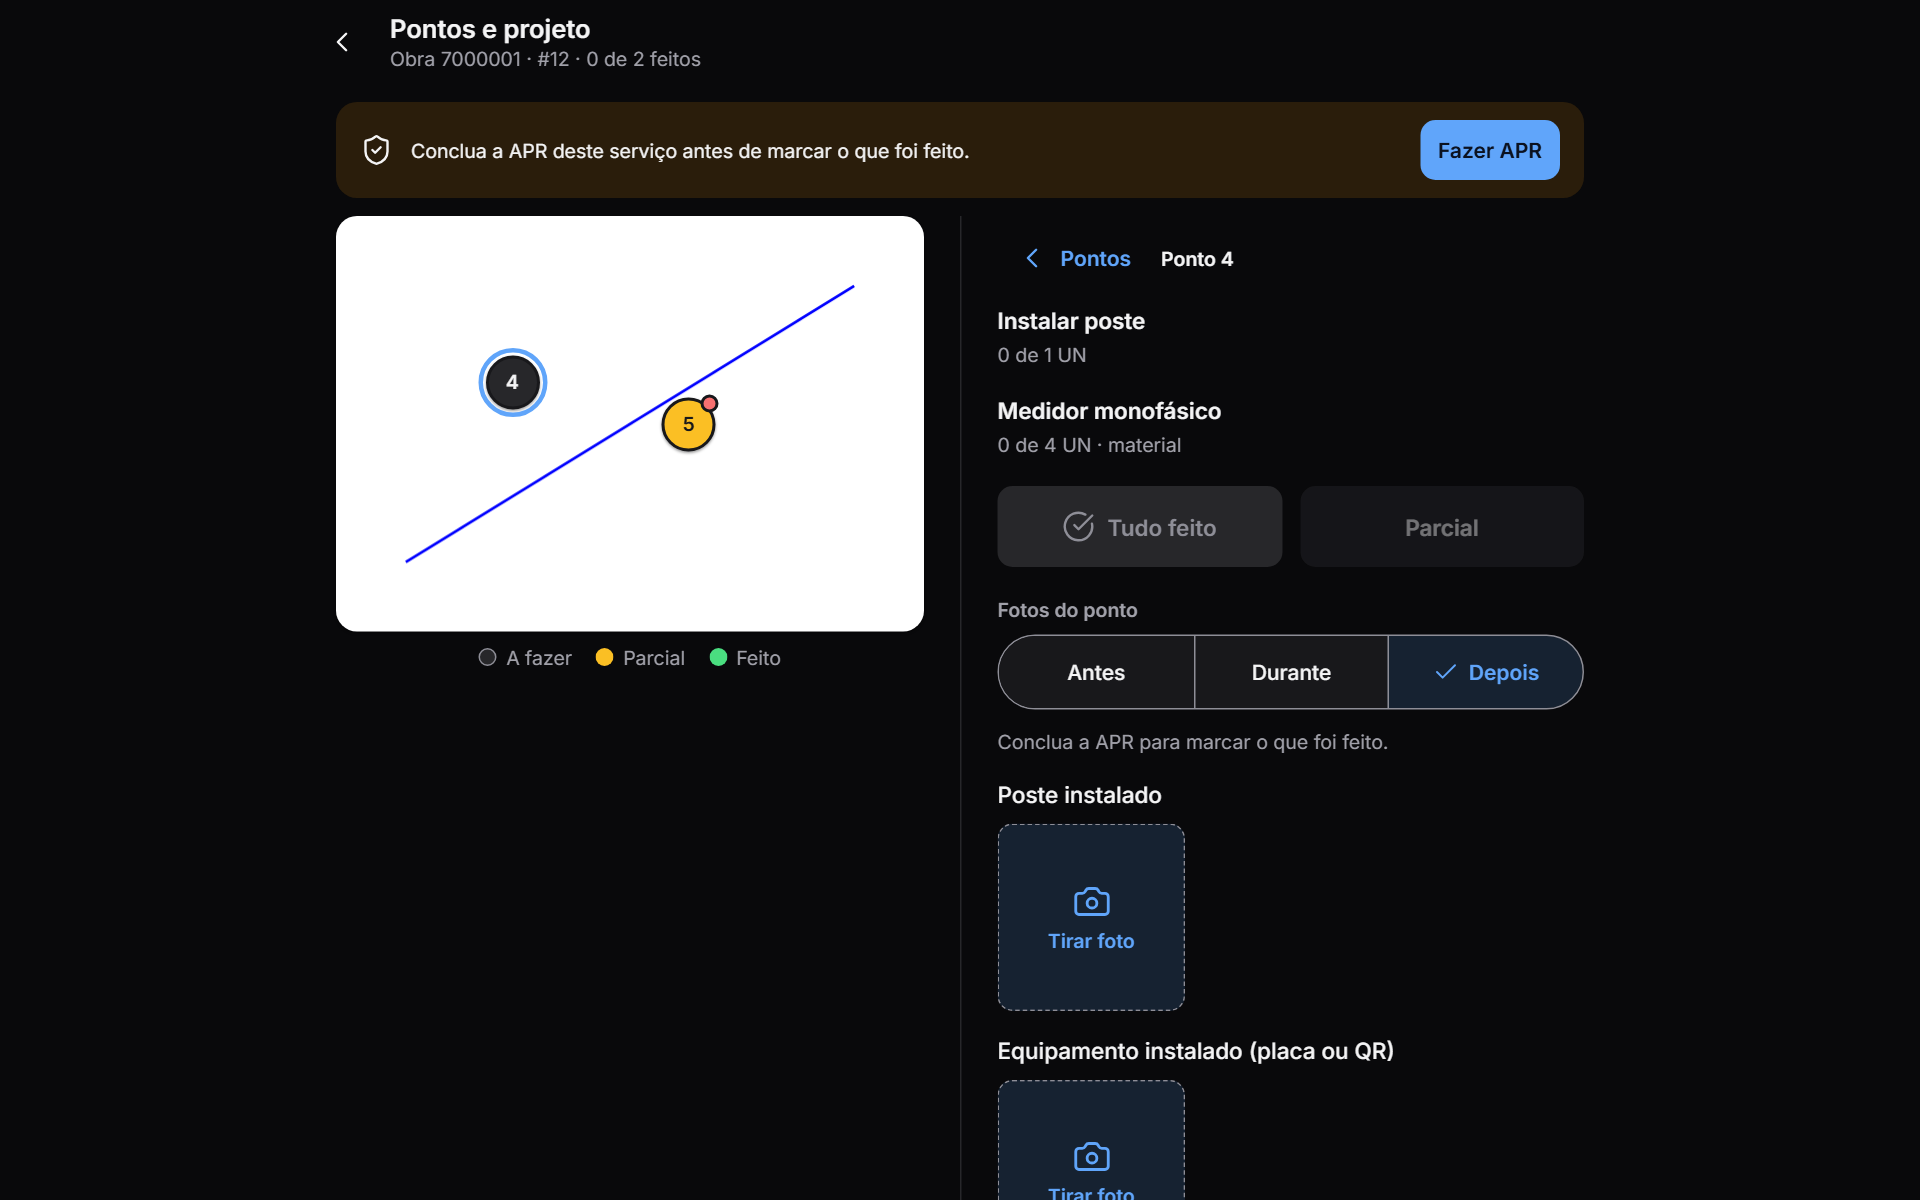 Pontos e projeto
Obra 7000001 · #12 · 0 de 2 feitos
Conclua a APR deste serviço antes de marcar o que foi feito.
Fazer APR
4
5
A fazer
Parcial
Feito
Pontos
Ponto 4
Instalar poste
0 de 1 UN
Medidor monofásico
0 de 4 UN · material
Tudo feito
Parcial
Fotos do ponto
Antes
Durante
Depois
Conclua a APR para marcar o que foi feito.
Poste instalado
Tirar foto
Equipamento instalado (placa ou QR)
Tirar foto